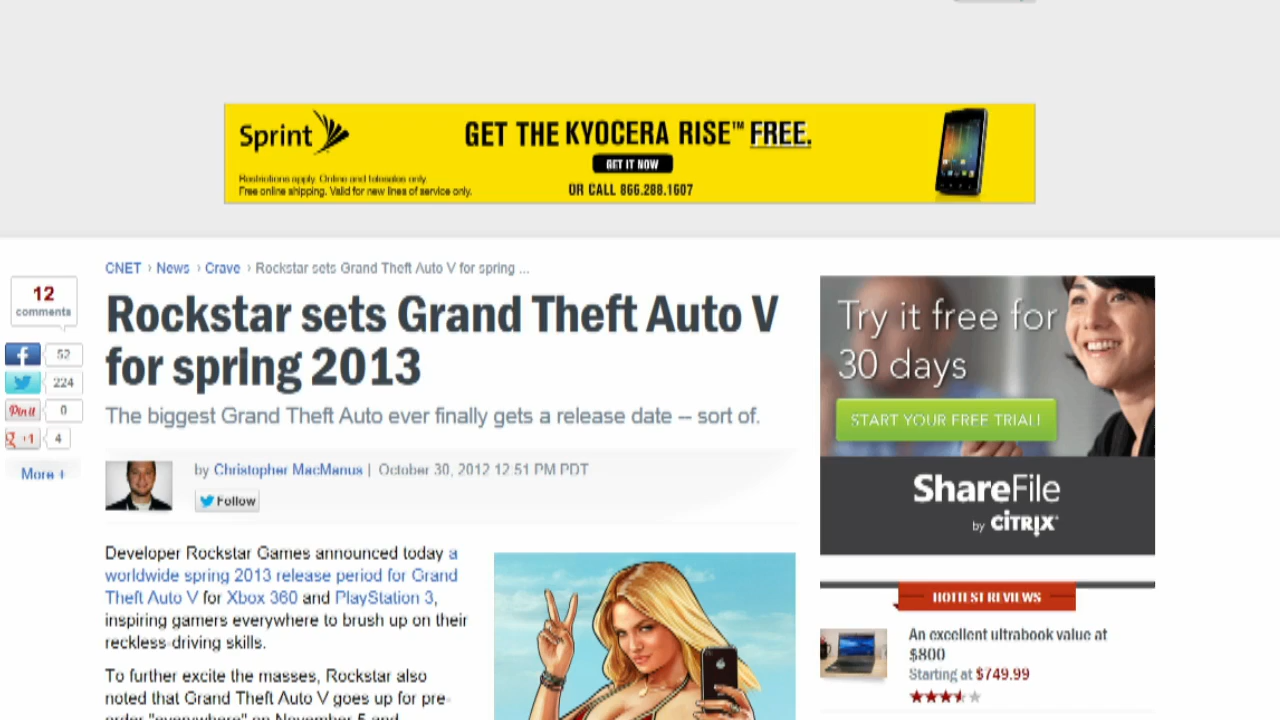 Sprint
GET THE KYOCERA RISE™ FREE.
GET IT NOW
Restrictions apply. Online and telesales only.
Free online shipping. Valid for new lines of service only.
OR CALL 866.288.1607
CNET › News › Crave › Rockstar sets Grand Theft Auto V for spring ...
12
comments
Rockstar sets Grand Theft Auto V
for spring 2013
52
224
Pin it 0
+1 4
More +
The biggest Grand Theft Auto ever finally gets a release date -- sort of.
by Christopher MacManus | October 30, 2012 12:51 PM PDT
Follow
Developer Rockstar Games announced today a
worldwide spring 2013 release period for Grand
Theft Auto V for Xbox 360 and PlayStation 3,
inspiring gamers everywhere to brush up on their
reckless-driving skills.
To further excite the masses, Rockstar also
noted that Grand Theft Auto V goes up for pre-
order "everywhere" on November 5 and
Try it free for
30 days
START YOUR FREE TRIAL!
ShareFile
by CITRIX
HOTTEST REVIEWS
An excellent ultrabook value at
$800
Starting at $749.99